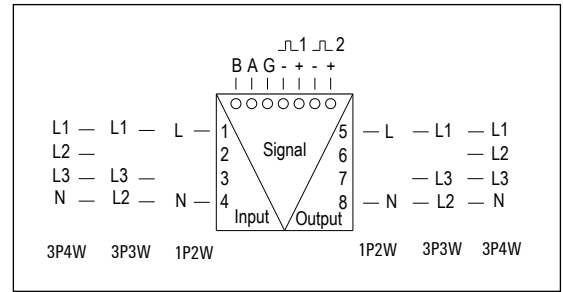 1 2
B A G - + - +
L1 — L1 — L — 1 5 — L — L1 — L1
L2 — 2 Signal 6 — L2
L3 — L3 — 3 7 — L3 — L3
N — L2 — N — 4 8 — N — L2 — N
Input Output
3P4W 3P3W 1P2W 1P2W 3P3W 3P4W